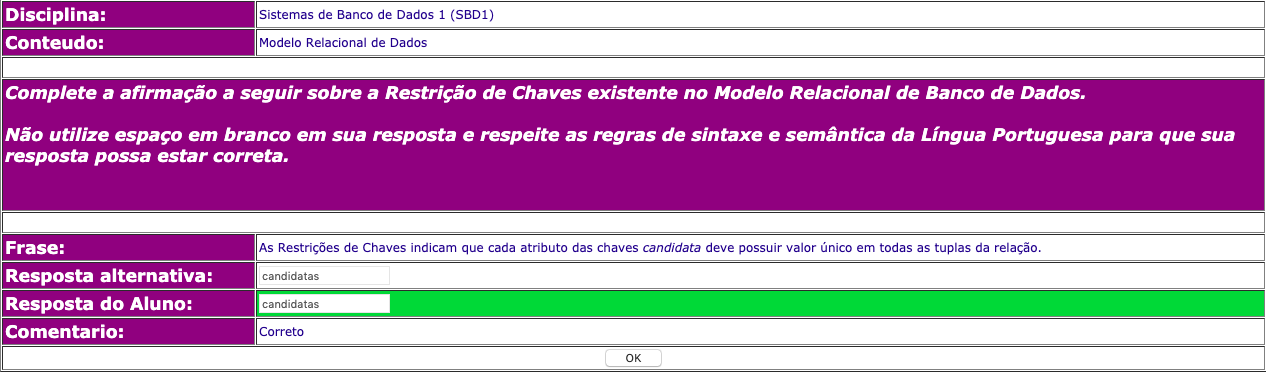 Disciplina: Sistemas de Banco de Dados 1 (SBD1)
Conteudo: Modelo Relacional de Dados
Complete a afirmação a seguir sobre a Restrição de Chaves existente no Modelo Relacional de Banco de Dados.
Não utilize espaço em branco em sua resposta e respeite as regras de sintaxe e semântica da Língua Portuguesa para que sua
resposta possa estar correta.
Frase: As Restrições de Chaves indicam que cada atributo das chaves candidata deve possuir valor único em todas as tuplas da relação.
Resposta alternativa: candidatas
Resposta do Aluno: candidatas
Comentario: Correto
OK